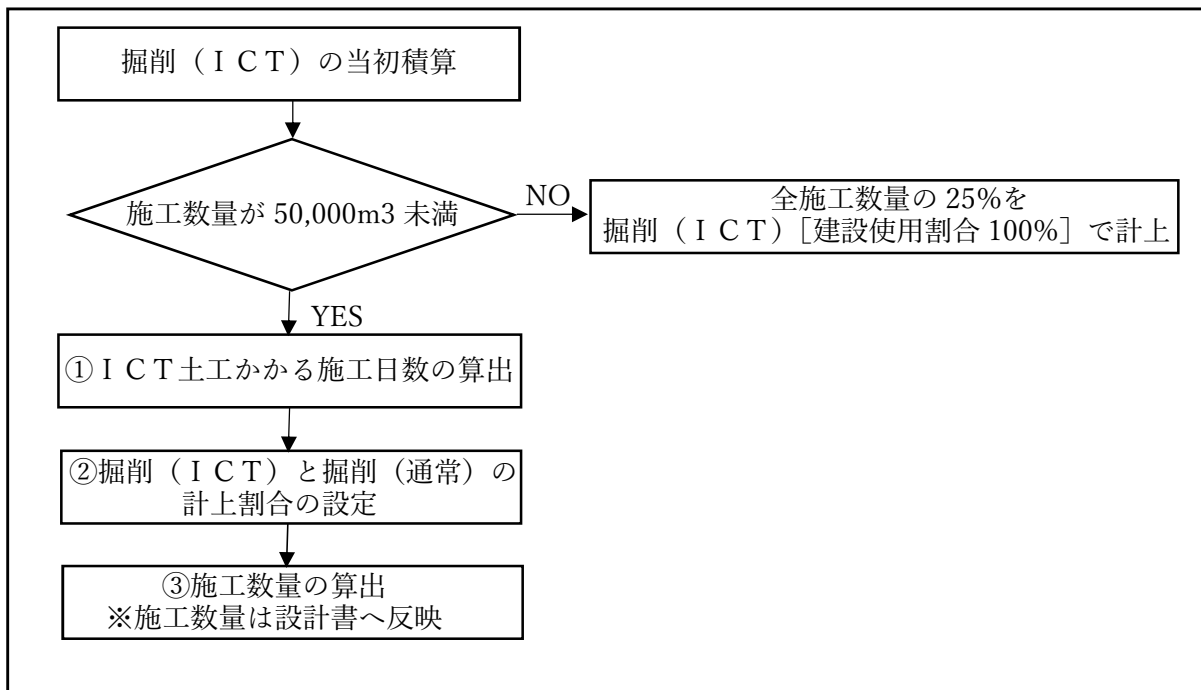 掘削（ＩＣＴ）の当初積算
施工数量が 50,000m3 未満
NO
全施工数量の 25%を
掘削（ＩＣＴ）［建設使用割合 100%］で計上
YES
①ＩＣＴ土工かかる施工日数の算出
②掘削（ＩＣＴ）と掘削（通常）の
計上割合の設定
③施工数量の算出
※施工数量は設計書へ反映